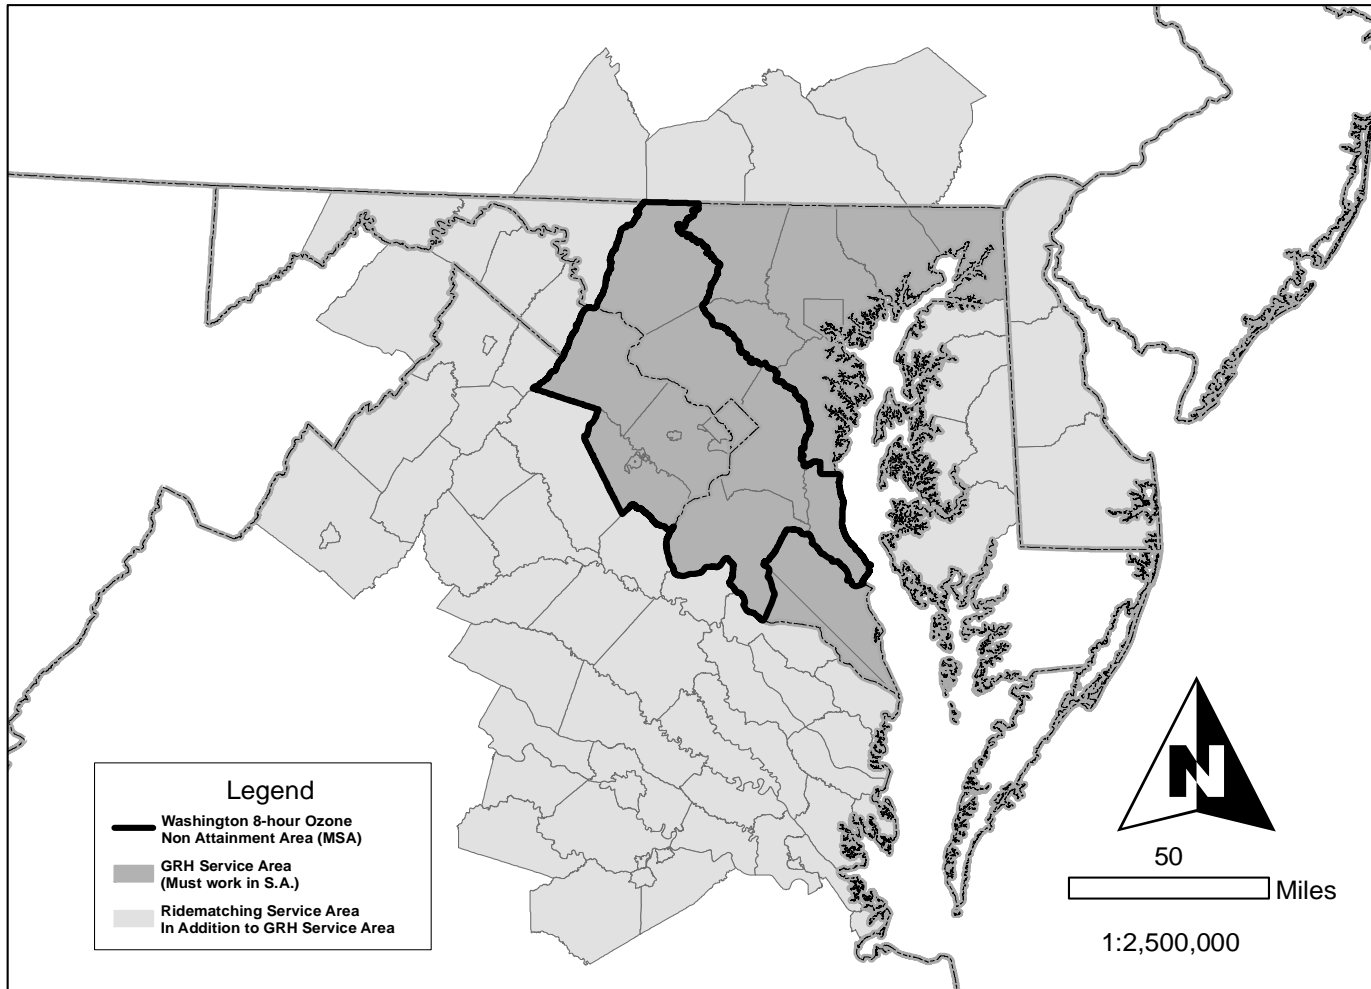 Legend
Washington 8-hour Ozone
Non Attainment Area (MSA)
GRH Service Area
(Must work in S.A.)
Ridematching Service Area
In Addition to GRH Service Area
N
50
Miles
1:2,500,000